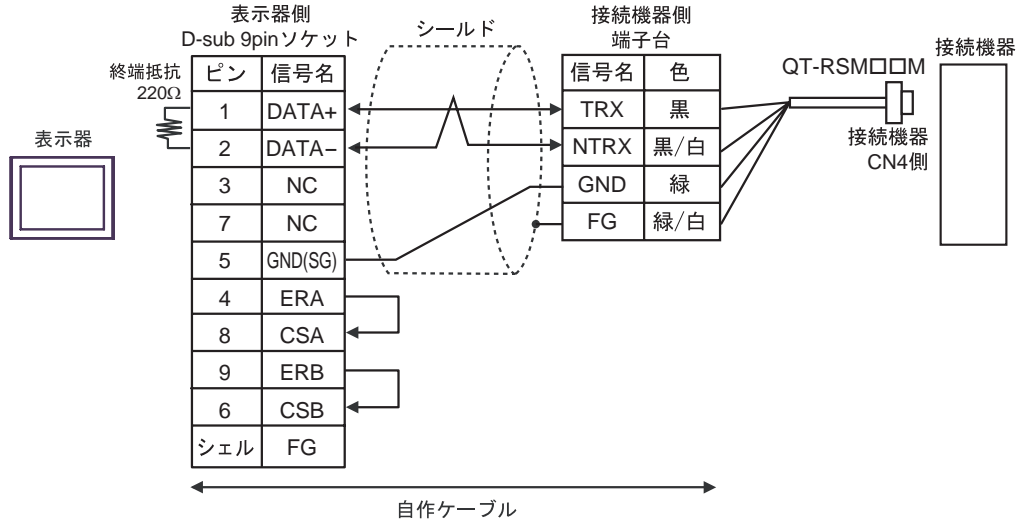 表示器側
D-sub 9pinソケット
シールド
接続機器側
端子台
接続機器
終端抵抗
220Ω
ピン 信号名
信号名 色
QT-RSM□□M
1 DATA+
TRX 黒
2 DATA−
NTRX 黒/白
接続機器
CN4側
表示器
3 NC
GND 緑
7 NC
FG 緑/白
5 GND(SG)
4 ERA
8 CSA
9 ERB
6 CSB
シェル FG
自作ケーブル